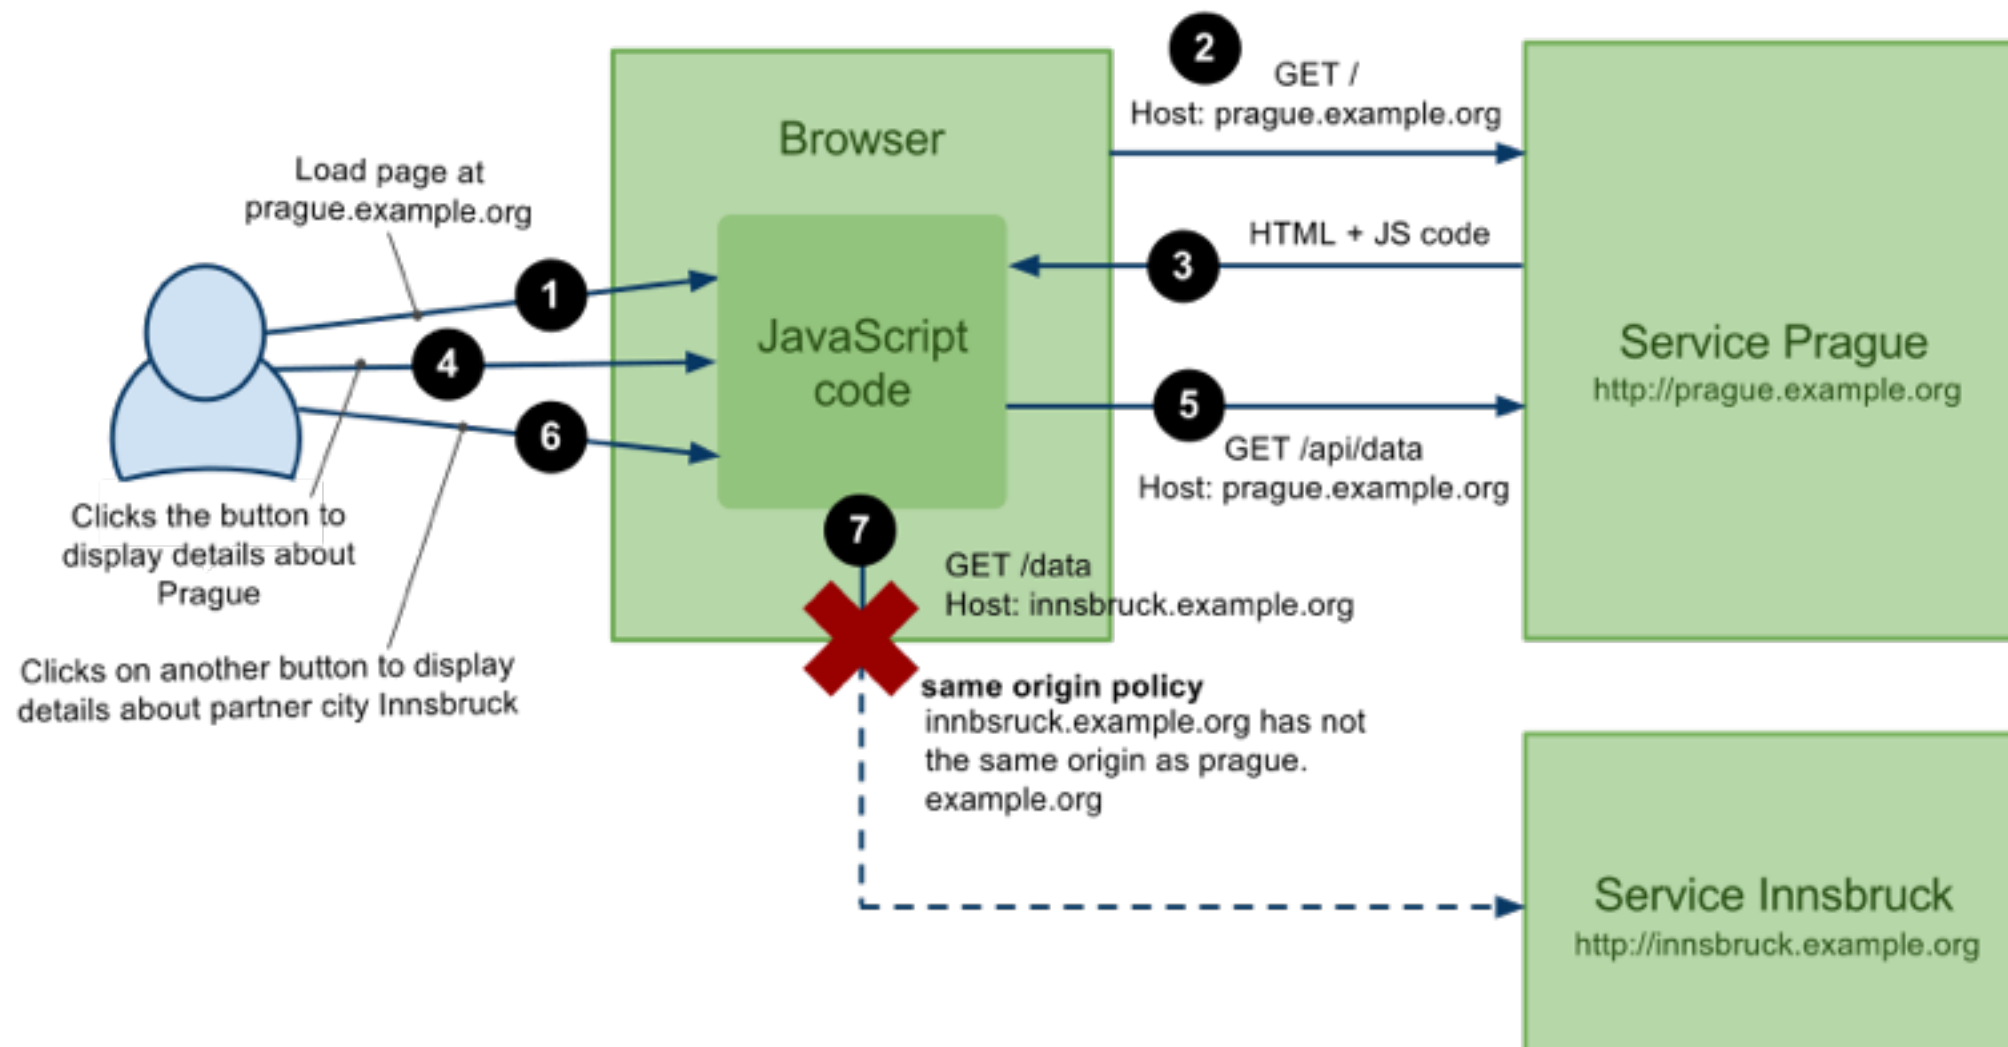 2
GET /
Host: prague.example.org
Browser
Load page at
prague.example.org
HTML + JS code
3
1
JavaScript
code
Service Prague
http://prague.example.org
4
5
6
GET /api/data
Host: prague.example.org
Clicks the button to
display details about
Prague
7
GET /data
Host: innsbruck.example.org
Clicks on another button to display
details about partner city Innsbruck
same origin policy
innbsruck.example.org has not
the same origin as prague.
example.org
Service Innsbruck
http://innsbruck.example.org